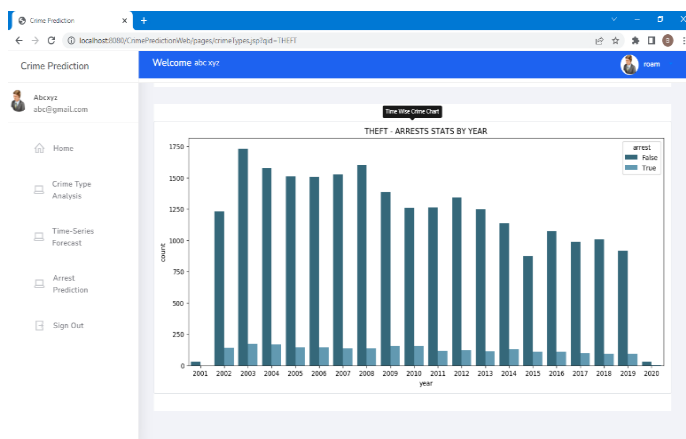 Crime Prediction
localhost:8080/CrimePredictionWeb/pages/crimeTypes.jsp?qid=THEFT
Crime Prediction
Welcome abc xyz
roam
Abcxyz
abc@gmail.com
Home
Crime Type
Analysis
Time-Series
Forecast
Arrest
Prediction
Sign Out
Time Wise Crime Chart
THEFT - ARRESTS STATS BY YEAR
arrest
False
True
1750
1500
1250
1000
750
500
250
0
count
2001 2002 2003 2004 2005 2006 2007 2008 2009 2010 2011 2012 2013 2014 2015 2016 2017 2018 2019 2020
year